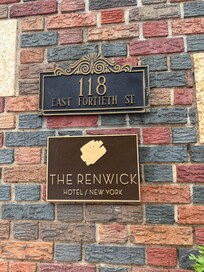 118
EAST FORTIETH ST
THE RENWICK
HOTEL / NEW YORK